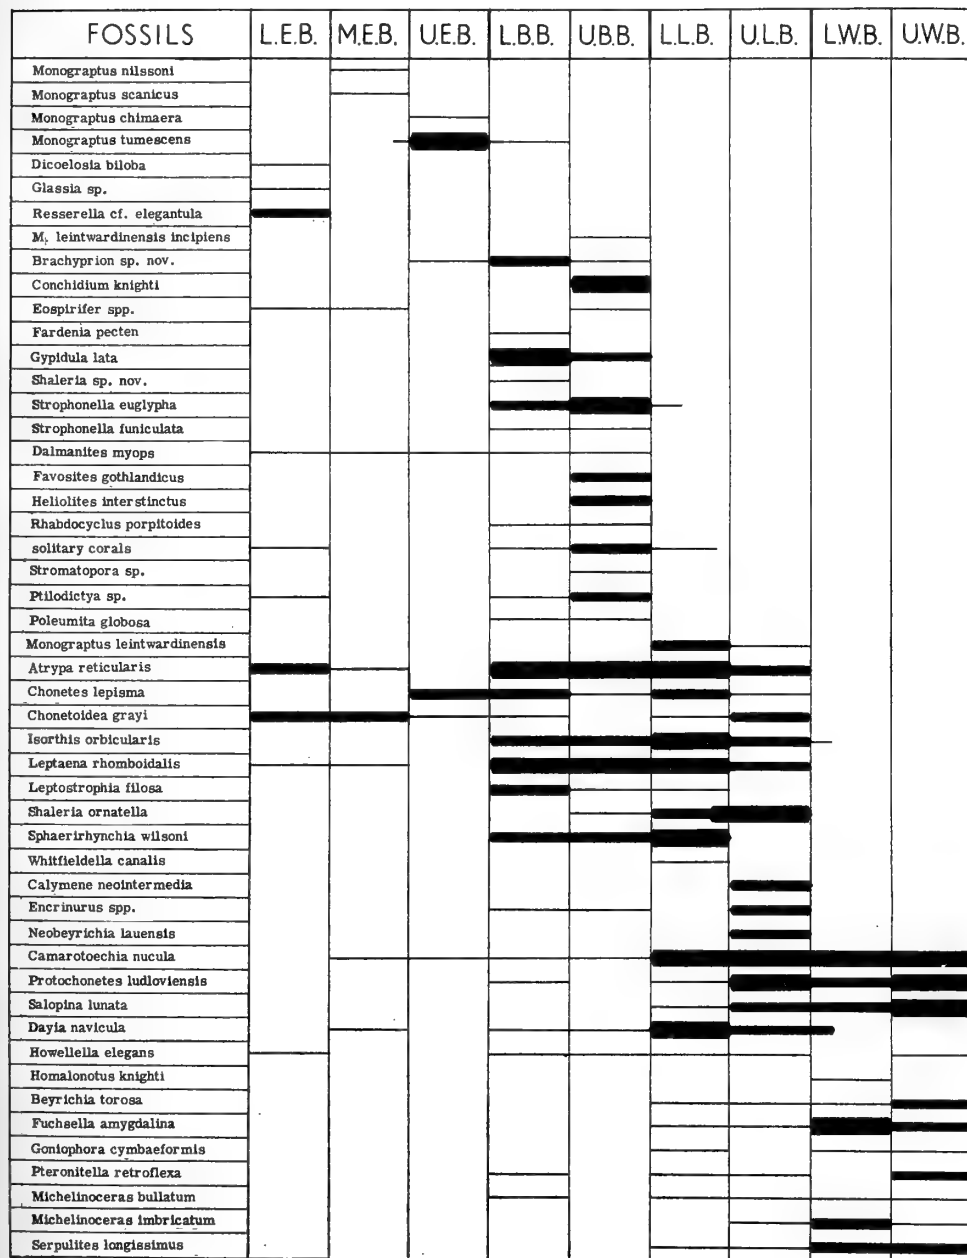 FOSSILS L.E.B. M.E.B. U.E.B. L.B.B. U.B.B. L.L.B. U.L.B. L.W.B. U.W.B.
Monograptus nilssoni
Monograptus scanicus
Monograptus chimaera
Monograptus tumescens
Dicoelosia biloba
Glassia sp.
Resserella cf. elegantula
M. leintwardinensis incipiens
Brachyprion sp. nov.
Conchidium knighti
Eospirifer spp.
Fardenia pecten
Gypidula lata
Shaleria sp. nov.
Strophonella euglypha
Strophonella funiculata
Dalmanites myops
Favosites gothlandicus
Heliolites interstinctus
Rhabdocyclus porpitoides
solitary corals
Stromatopora sp.
Ptilodictya sp.
Poleumita globosa
Monograptus leintwardinensis
Atrypa reticularis
Chonetes lepisma
Chonetoidea grayi
Isorthis orbicularis
Leptaena rhomboidalis
Leptostrophia filosa
Shaleria ornatella
Sphaerirhynchia wilsoni
Whitfieldella canalis
Calymene neointermedia
Encrinurus spp.
Neobeyrichia lauensis
Camarotoechia nucula
Protochonetes ludloviensis
Salopina lunata
Dayia navicula
Howellella elegans
Homalonotus knighti
Beyrichia torosa
Fuchsella amygdalina
Goniophora cymbaeformis
Pteronitella retroflexa
Michelinoceras bullatum
Michelinoceras imbricatum
Serpulites longissimus